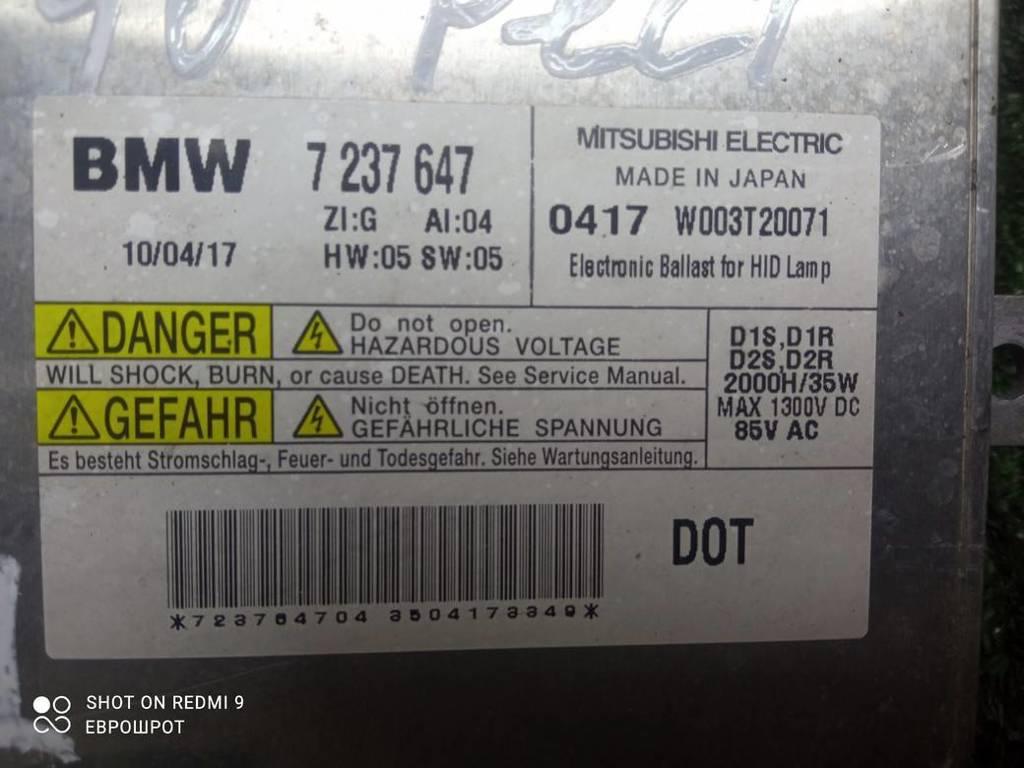 BMW 7 237 647
ZI:G AI:04
10/04/17 HW:05 SW:05
MITSUBISHI ELECTRIC
MADE IN JAPAN
0417 W003T20071
Electronic Ballast for HID Lamp
DANGER Do not open.
HAZARDOUS VOLTAGE
WILL SHOCK, BURN, or cause DEATH. See Service Manual.
GEFAHR Nicht öffnen.
GEFÄHRLICHE SPANNUNG
Es besteht Stromschlag-, Feuer- und Todesgefahr. Siehe Wartungsanleitung.
D1S,D1R
D2S,D2R
2000H/35W
MAX 1300V DC
85V AC
DOT
*723764704 3504173349*
SHOT ON REDMI 9
ЕВРОШРОТ